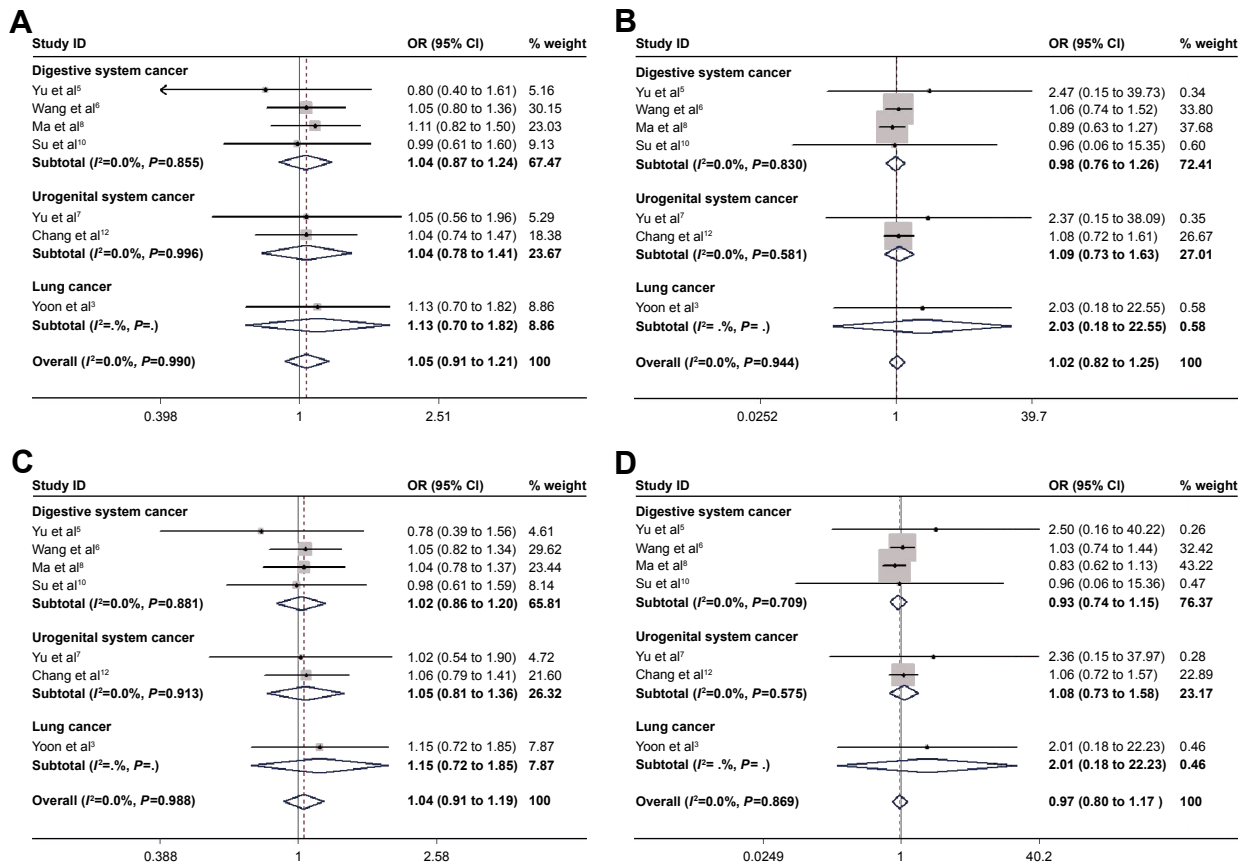 A
Study ID OR (95% CI) % weight
Digestive system cancer
Yu et al⁵ 0.80 (0.40 to 1.61) 5.16
Wang et al⁶ 1.05 (0.80 to 1.36) 30.15
Ma et al⁸ 1.11 (0.82 to 1.50) 23.03
Su et al¹⁰ 0.99 (0.61 to 1.60) 9.13
Subtotal (I²=0.0%, P=0.855) 1.04 (0.87 to 1.24) 67.47
Urogenital system cancer
Yu et al⁷ 1.05 (0.56 to 1.96) 5.29
Chang et al¹² 1.04 (0.74 to 1.47) 18.38
Subtotal (I²=0.0%, P=0.996) 1.04 (0.78 to 1.41) 23.67
Lung cancer
Yoon et al³ 1.13 (0.70 to 1.82) 8.86
Subtotal (I²=.%, P=.) 1.13 (0.70 to 1.82) 8.86
Overall (I²=0.0%, P=0.990) 1.05 (0.91 to 1.21) 100
0.398 1 2.51
B
Study ID OR (95% CI) % weight
Digestive system cancer
Yu et al⁵ 2.47 (0.15 to 39.73) 0.34
Wang et al⁶ 1.06 (0.74 to 1.52) 33.80
Ma et al⁸ 0.89 (0.63 to 1.27) 37.68
Su et al¹⁰ 0.96 (0.06 to 15.35) 0.60
Subtotal (I²=0.0%, P=0.830) 0.98 (0.76 to 1.26) 72.41
Urogenital system cancer
Yu et al⁷ 2.37 (0.15 to 38.09) 0.35
Chang et al¹² 1.08 (0.72 to 1.61) 26.67
Subtotal (I²=0.0%, P=0.581) 1.09 (0.73 to 1.63) 27.01
Lung cancer
Yoon et al³ 2.03 (0.18 to 22.55) 0.58
Subtotal (I²= .%, P= .) 2.03 (0.18 to 22.55) 0.58
Overall (I²=0.0%, P=0.944) 1.02 (0.82 to 1.25) 100
0.0252 1 39.7
C
Study ID OR (95% CI) % weight
Digestive system cancer
Yu et al⁵ 0.78 (0.39 to 1.56) 4.61
Wang et al⁶ 1.05 (0.82 to 1.34) 29.62
Ma et al⁸ 1.04 (0.78 to 1.37) 23.44
Su et al¹⁰ 0.98 (0.61 to 1.59) 8.14
Subtotal (I²=0.0%, P=0.881) 1.02 (0.86 to 1.20) 65.81
Urogenital system cancer
Yu et al⁷ 1.02 (0.54 to 1.90) 4.72
Chang et al¹² 1.06 (0.79 to 1.41) 21.60
Subtotal (I²=0.0%, P=0.913) 1.05 (0.81 to 1.36) 26.32
Lung cancer
Yoon et al³ 1.15 (0.72 to 1.85) 7.87
Subtotal (I²=.%, P=.) 1.15 (0.72 to 1.85) 7.87
Overall (I²=0.0%, P=0.988) 1.04 (0.91 to 1.19) 100
0.388 1 2.58
D
Study ID OR (95% CI) % weight
Digestive system cancer
Yu et al⁵ 2.50 (0.16 to 40.22) 0.26
Wang et al⁶ 1.03 (0.74 to 1.44) 32.42
Ma et al⁸ 0.83 (0.62 to 1.13) 43.22
Su et al¹⁰ 0.96 (0.06 to 15.36) 0.47
Subtotal (I²=0.0%, P=0.709) 0.93 (0.74 to 1.15) 76.37
Urogenital system cancer
Yu et al⁷ 2.36 (0.15 to 37.97) 0.28
Chang et al¹² 1.06 (0.72 to 1.57) 22.89
Subtotal (I²=0.0%, P=0.575) 1.08 (0.73 to 1.58) 23.17
Lung cancer
Yoon et al³ 2.01 (0.18 to 22.23) 0.46
Subtotal (I²= .%, P= .) 2.01 (0.18 to 22.23) 0.46
Overall (I²=0.0%, P=0.869) 0.97 (0.80 to 1.17 ) 100
0.0249 1 40.2